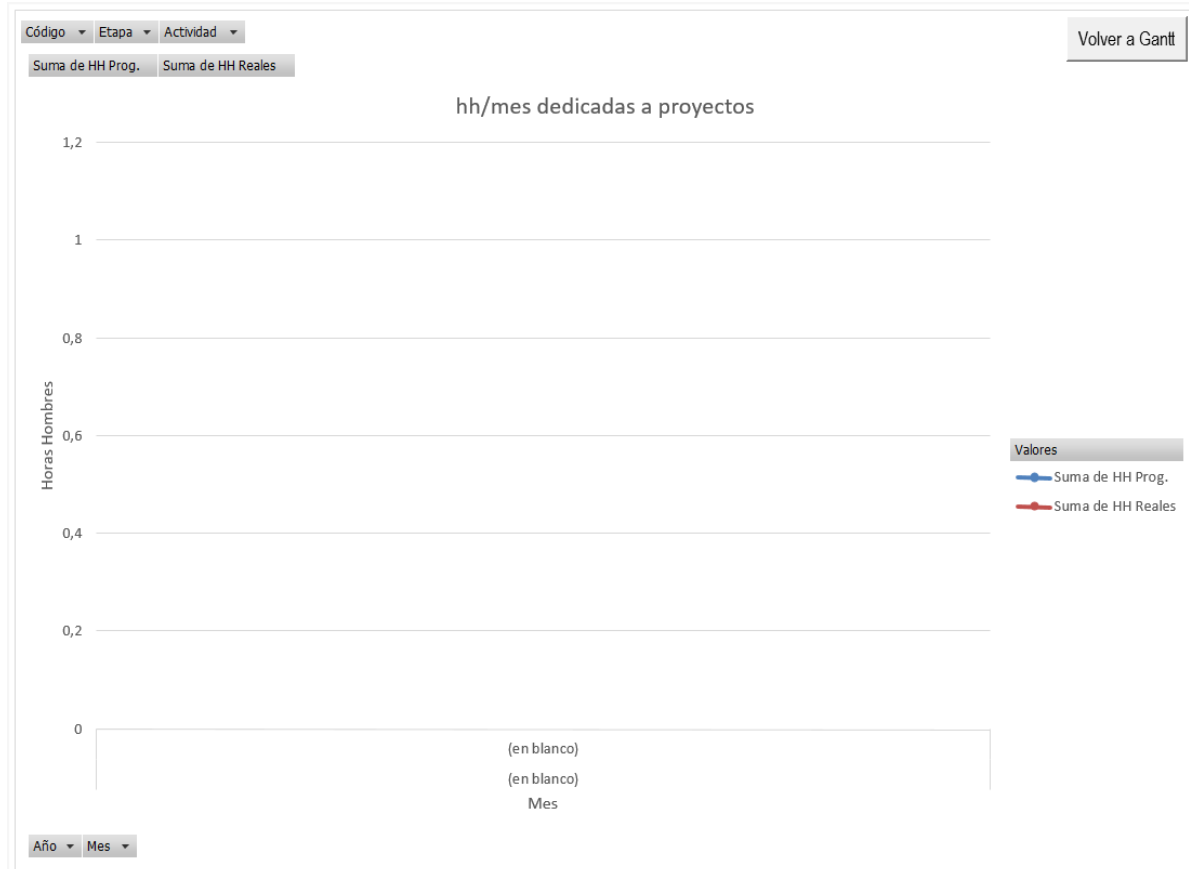 Código Etapa Actividad
Volver a Gantt
Suma de HH Prog. Suma de HH Reales
hh/mes dedicadas a proyectos
1,2
1
0,8
0,6
0,4
0,2
0
Horas Hombres
Valores
Suma de HH Prog.
Suma de HH Reales
(en blanco)
(en blanco)
Mes
Año Mes